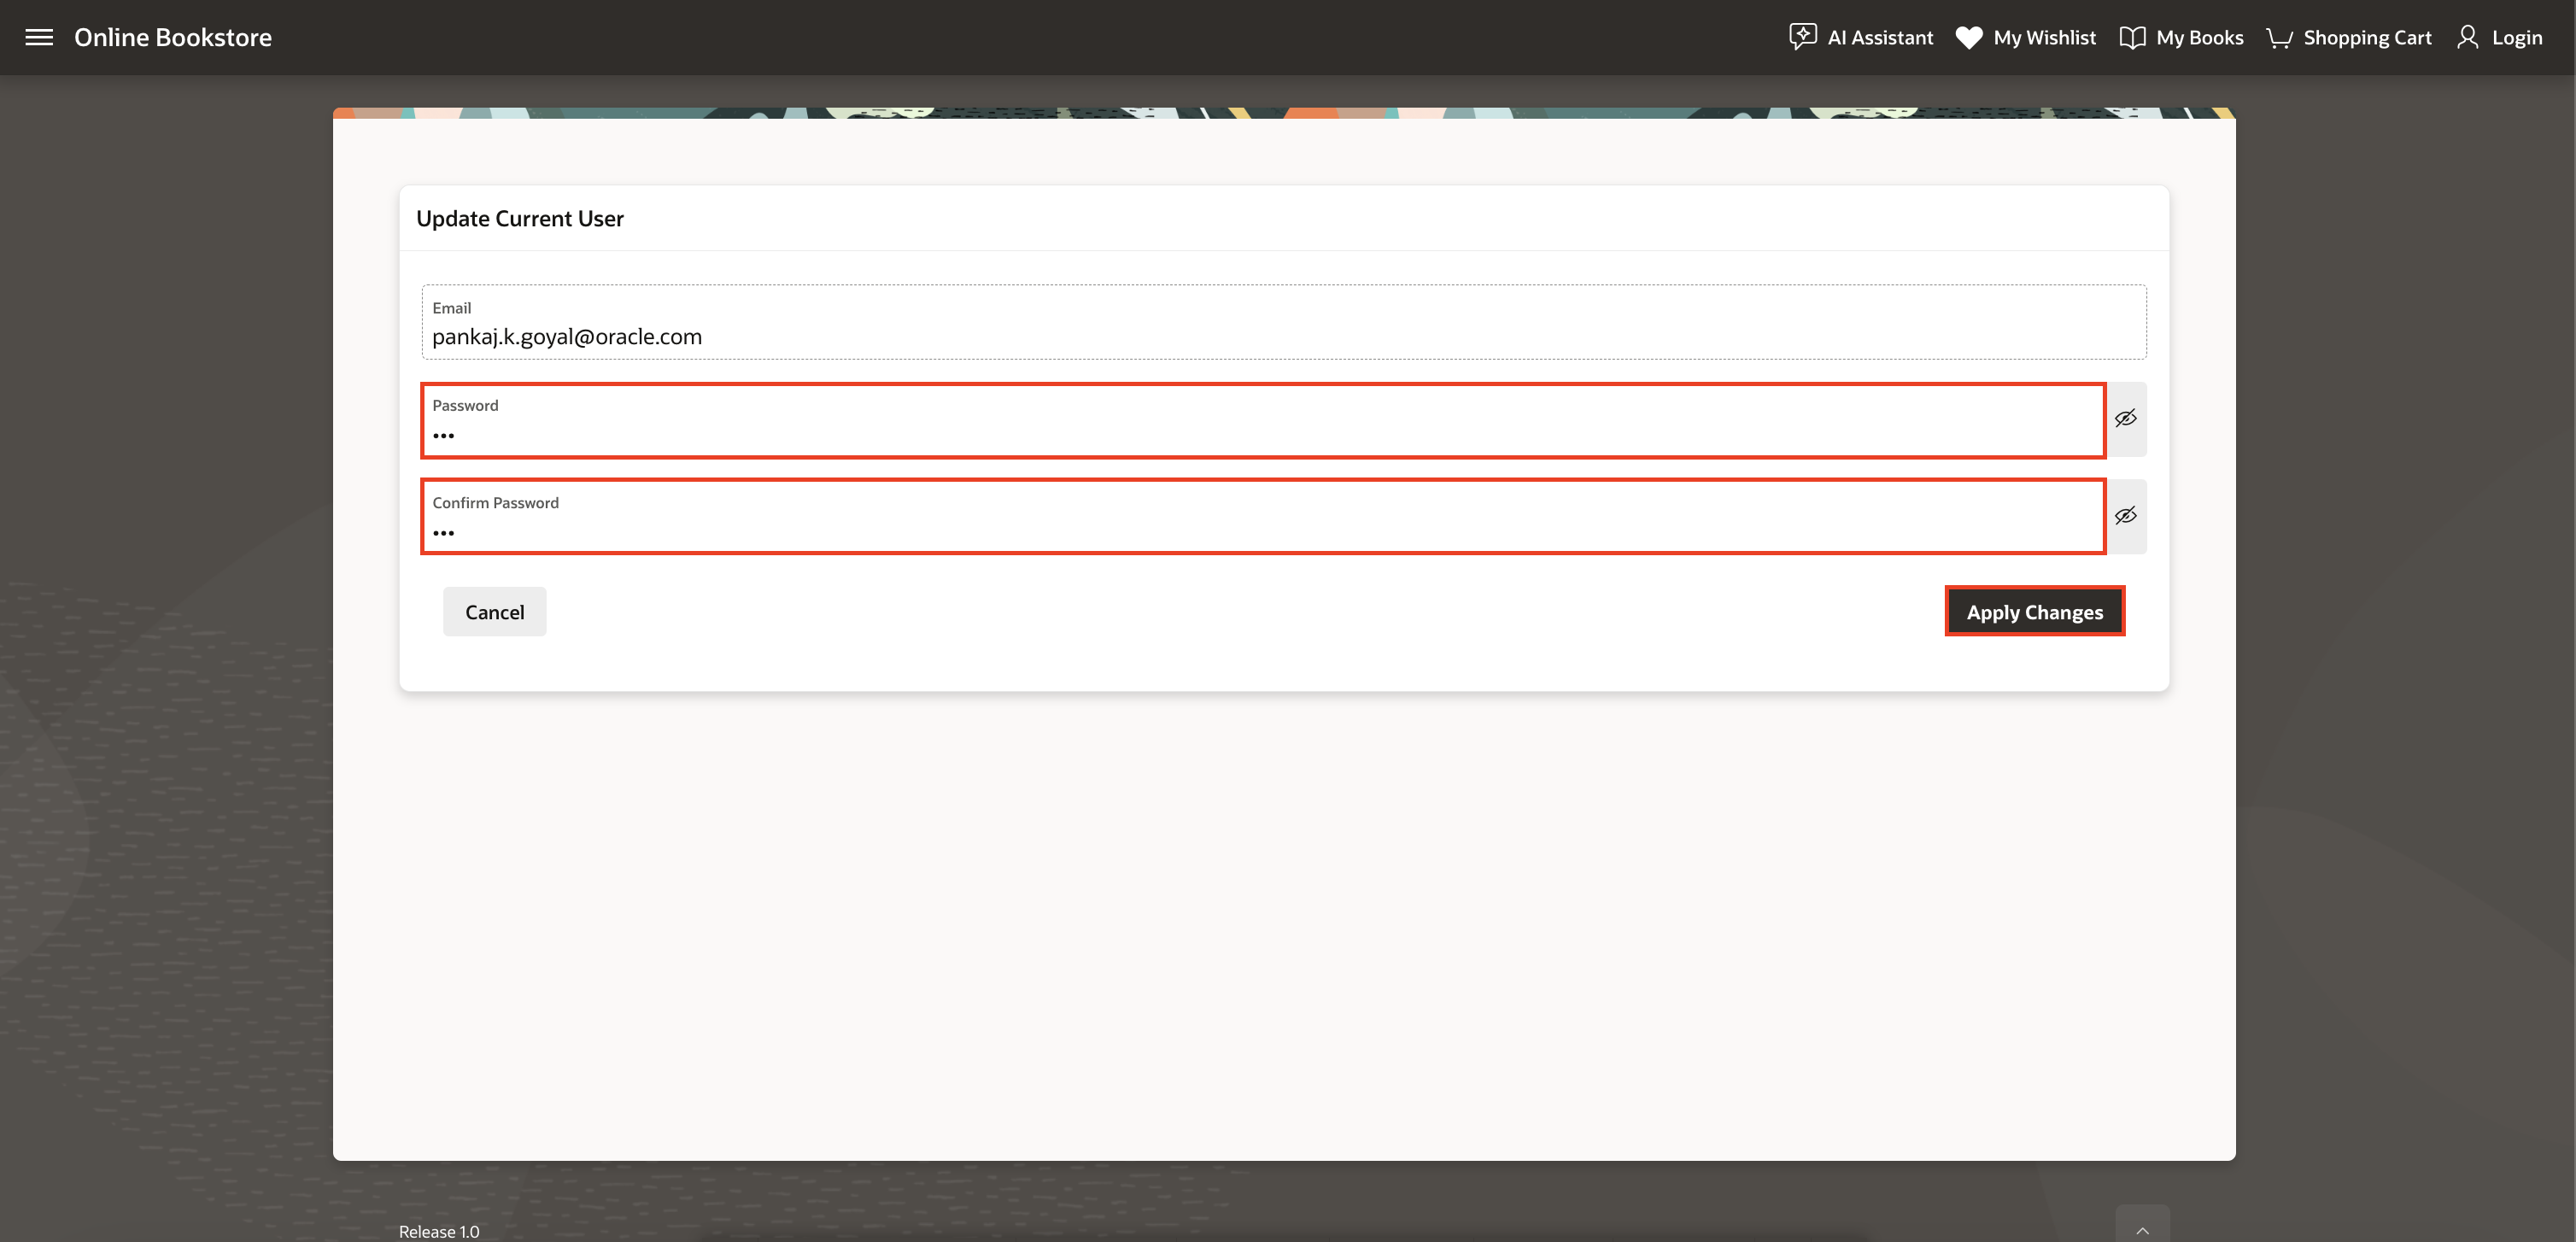 Online Bookstore
AI Assistant
My Wishlist
My Books
Shopping Cart
Login
Update Current User
Email
pankaj.k.goyal@oracle.com
Password
•••
Confirm Password
•••
Cancel
Apply Changes
Release 1.0